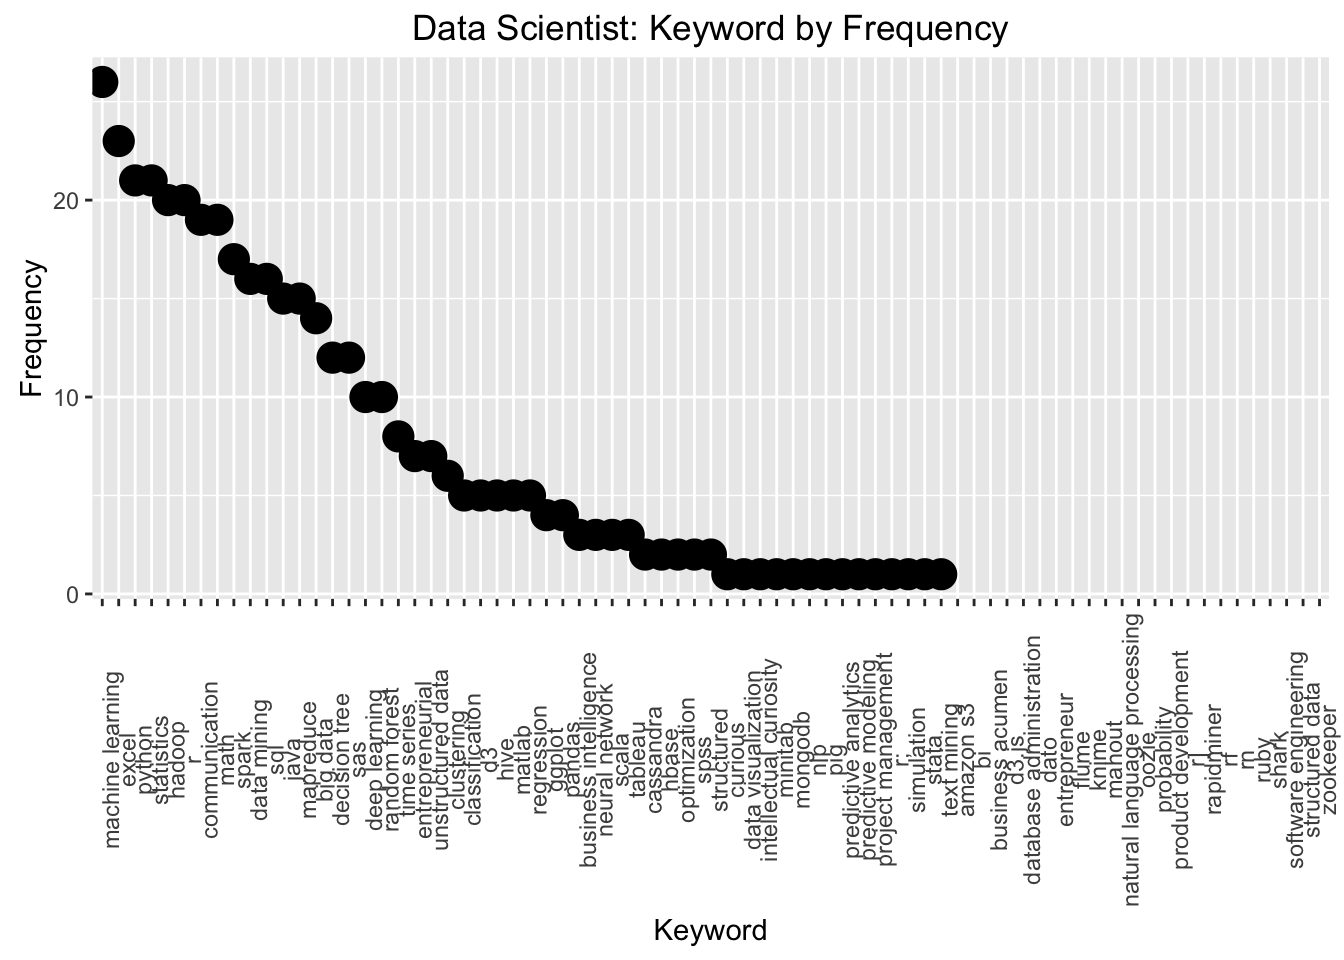 Data Scientist: Keyword by Frequency
Frequency
20
10
0
machine learning
excel
python
statistics
hadoop
r
communication
math
spark
data mining
sql
java
mapreduce
big data
decision tree
sas
deep learning
random forest
time series
entrepreneurial
unstructured data
clustering
classification
d3
hive
matlab
regression
ggplot
pandas
business intelligence
neural network
scala
tableau
cassandra
hbase
optimization
spss
structured
curious
data visualization
intellectual curiosity
minitab
mongodb
nlp
pig
predictive analytics
predictive modeling
project management
simulation
stata
text mining
amazon s3
bi
business acumen
d3.js
database administration
dato
entrepreneur
flume
knime
mahout
natural language processing
oozie
probability
product development
rapidminer
ruby
shark
software engineering
structured data
zookeeper
Keyword